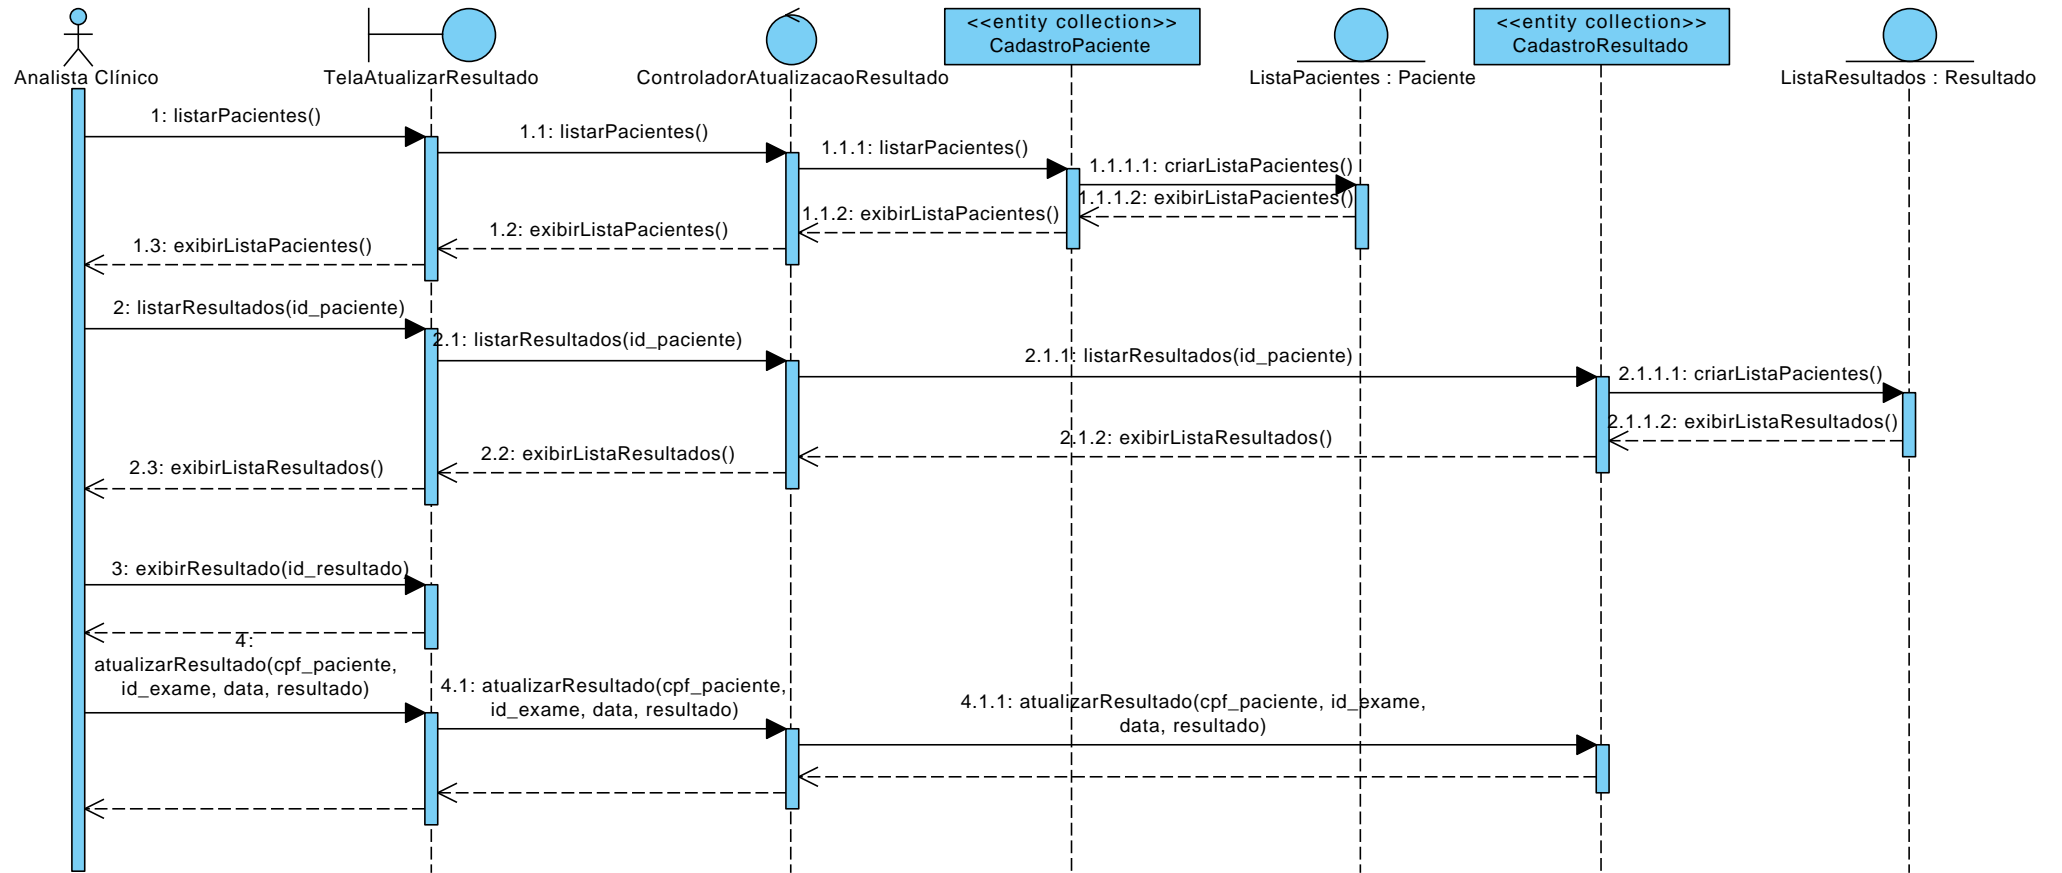 <<entity collection>>
CadastroPaciente
<<entity collection>>
CadastroResultado
Analista Clínico
TelaAtualizarResultado
ControladorAtualizacaoResultado
ListaPacientes : Paciente
ListaResultados : Resultado
1: listarPacientes()
1.1: listarPacientes()
1.1.1: listarPacientes()
1.1.1.1: criarListaPacientes()
1.1.1.2: exibirListaPacientes()
1.1.2: exibirListaPacientes()
1.2: exibirListaPacientes()
1.3: exibirListaPacientes()
2: listarResultados(id_paciente)
2.1: listarResultados(id_paciente)
2.1.1: listarResultados(id_paciente)
2.1.1.1: criarListaPacientes()
2.1.1.2: exibirListaResultados()
2.1.2: exibirListaResultados()
2.2: exibirListaResultados()
2.3: exibirListaResultados()
3: exibirResultado(id_resultado)
4:
atualizarResultado(cpf_paciente,
id_exame, data, resultado)
4.1: atualizarResultado(cpf_paciente,
id_exame, data, resultado)
4.1.1: atualizarResultado(cpf_paciente, id_exame,
data, resultado)